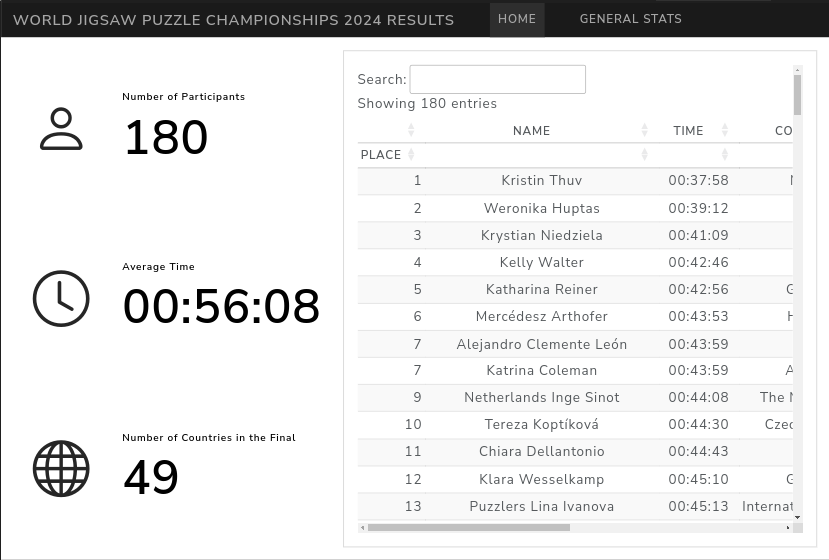 WORLD JIGSAW PUZZLE CHAMPIONSHIPS 2024 RESULTS HOME GENERAL STATS
Number of Participants
180
Average Time
00:56:08
Number of Countries in the Final
49
Search:
Showing 180 entries
NAME TIME CO
PLACE
1 Kristin Thuv 00:37:58
2 Weronika Huptas 00:39:12
3 Krystian Niedziela 00:41:09
4 Kelly Walter 00:42:46
5 Katharina Reiner 00:42:56 G
6 Mercédesz Arthofer 00:43:53 H
7 Alejandro Clemente León 00:43:59
7 Katrina Coleman 00:43:59 A
9 Netherlands Inge Sinot 00:44:08 The N
10 Tereza Koptíková 00:44:30 Czec
11 Chiara Dellantonio 00:44:43
12 Klara Wesselkamp 00:45:10 G
13 Puzzlers Lina Ivanova 00:45:13 Internat